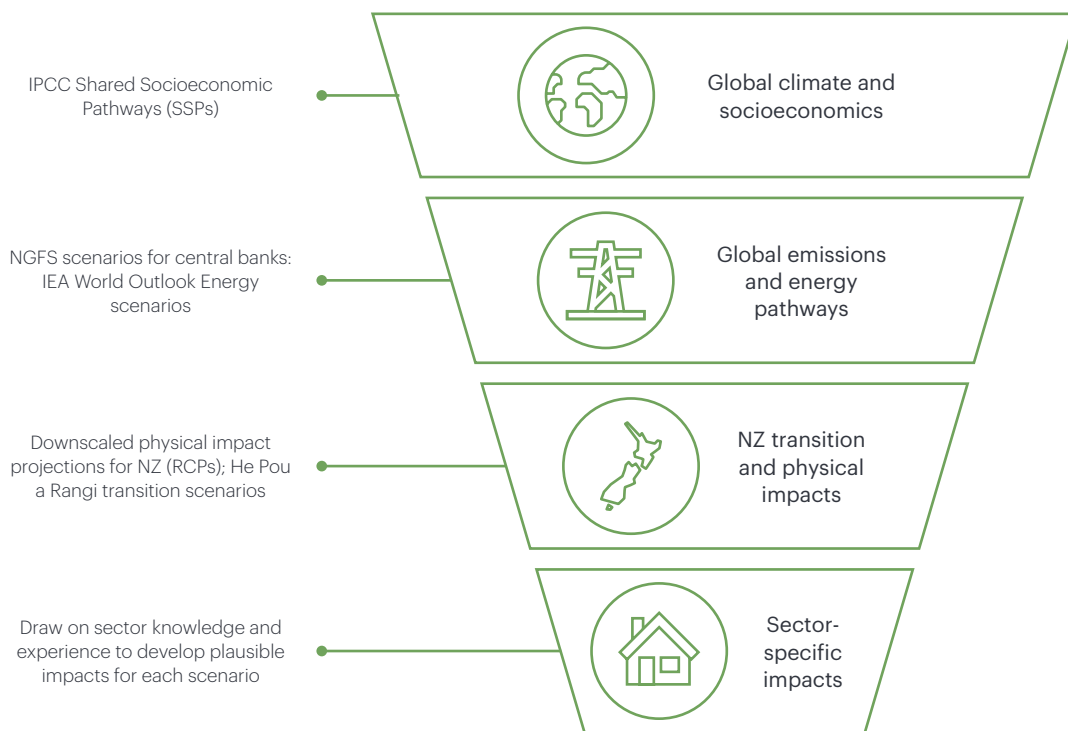 IPCC Shared Socioeconomic
Pathways (SSPs)
Global climate and
socioeconomics
NGFS scenarios for central banks:
IEA World Outlook Energy
scenarios
Global emissions
and energy
pathways
Downscaled physical impact
projections for NZ (RCPs); He Pou
a Rangi transition scenarios
NZ transition
and physical
impacts
Draw on sector knowledge and
experience to develop plausible
impacts for each scenario
Sector-
specific
impacts